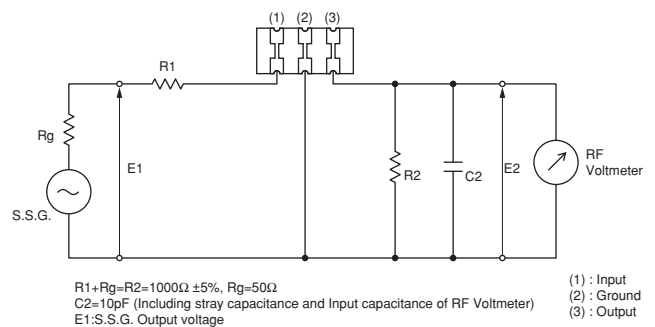 (1) (2) (3)
R1
Rg
E1
R2
C2
E2
RF
Voltmeter
S.S.G.
R1+Rg=R2=1000Ω ±5%, Rg=50Ω
C2=10pF (Including stray capacitance and Input capacitance of RF Voltmeter)
E1:S.S.G. Output voltage
(1) : Input
(2) : Ground
(3) : Output